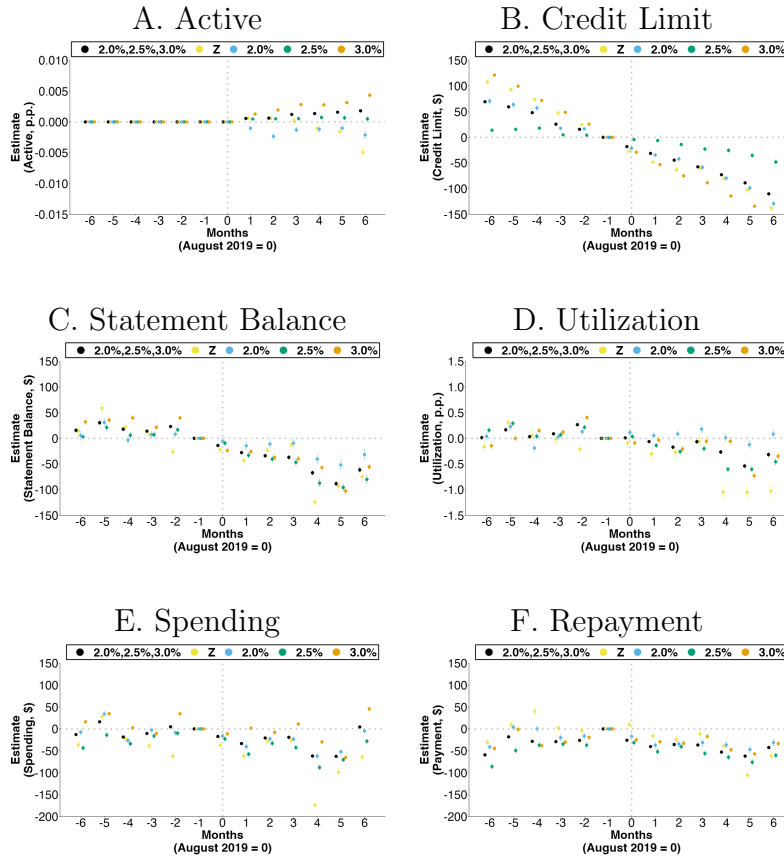 A. Active
2.0%,2.5%,3.0% Z 2.0% 2.5% 3.0%
0.010
0.005
0.000
-0.005
-0.010
-0.015
Estimate
(Active, p.p.)
-6 -5 -4 -3 -2 -1 0 1 2 3 4 5 6
Months
(August 2019 = 0)
B. Credit Limit
2.0%,2.5%,3.0% Z 2.0% 2.5% 3.0%
150
100
50
0
-50
-100
-150
Estimate
(Credit Limit, $)
-6 -5 -4 -3 -2 -1 0 1 2 3 4 5 6
Months
(August 2019 = 0)
C. Statement Balance
2.0%,2.5%,3.0% Z 2.0% 2.5% 3.0%
150
100
50
0
-50
-100
-150
Estimate
(Statement Balance, $)
-6 -5 -4 -3 -2 -1 0 1 2 3 4 5 6
Months
(August 2019 = 0)
D. Utilization
2.0%,2.5%,3.0% Z 2.0% 2.5% 3.0%
1.5
1.0
0.5
0.0
-0.5
-1.0
-1.5
Estimate
(Utilization, p.p.)
-6 -5 -4 -3 -2 -1 0 1 2 3 4 5 6
Months
(August 2019 = 0)
E. Spending
2.0%,2.5%,3.0% Z 2.0% 2.5% 3.0%
150
100
50
0
-50
-100
-150
-200
Estimate
(Spending, $)
-6 -5 -4 -3 -2 -1 0 1 2 3 4 5 6
Months
(August 2019 = 0)
F. Repayment
2.0%,2.5%,3.0% Z 2.0% 2.5% 3.0%
150
100
50
0
-50
-100
-150
-200
Estimate
(Payment, $)
-6 -5 -4 -3 -2 -1 0 1 2 3 4 5 6
Months
(August 2019 = 0)